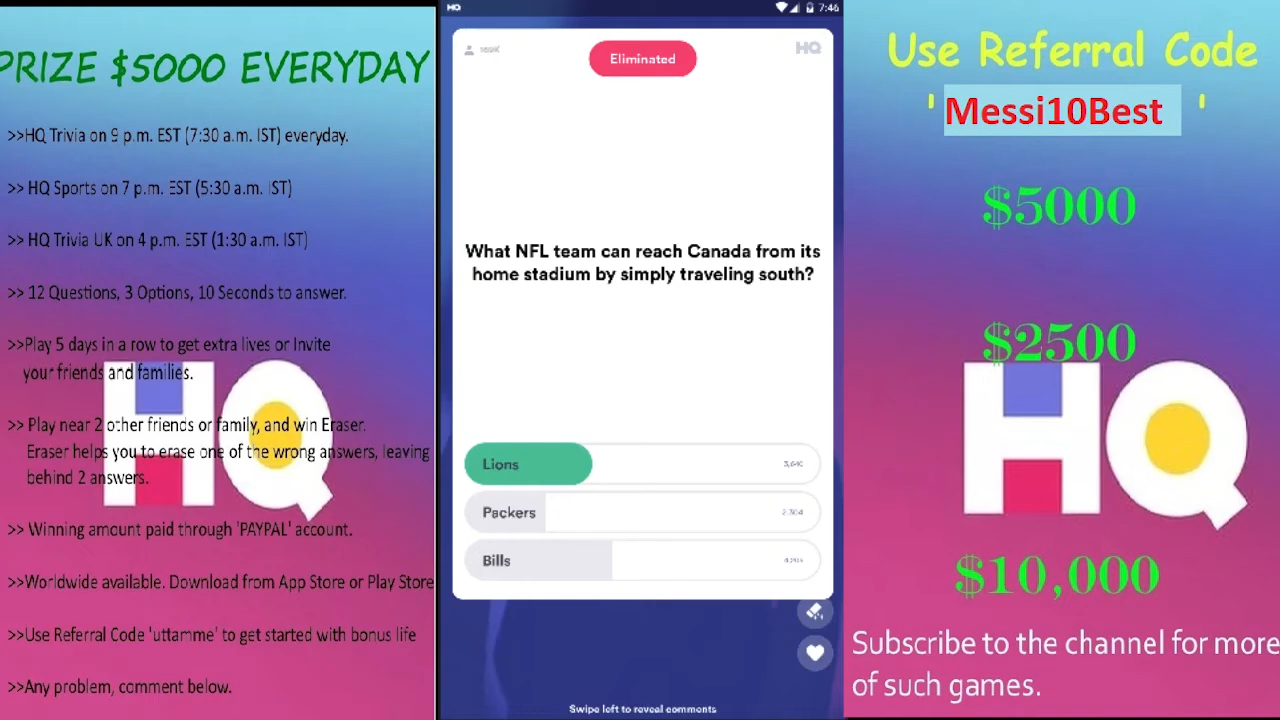 PRIZE $5000 EVERYDAY
>>HQ Trivia on 9 p.m. EST (7:30 a.m. IST) everyday.
>> HQ Sports on 7 p.m. EST (5:30 a.m. IST)
>> HQ Trivia UK on 4 p.m. EST (1:30 a.m. IST)
>> 12 Questions, 3 Options, 10 Seconds to answer.
>>Play 5 days in a row to get extra lives or Invite
your friends and families.
>> Play near 2 other friends or family, and win Eraser.
Eraser helps you to erase one of the wrong answers, leaving
behind 2 answers.
>> Winning amount paid through 'PAYPAL' account.
>>Worldwide available. Download from App Store or Play Store
>>Use Referral Code 'uttamme' to get started with bonus life
>>Any problem, comment below.
HQ
HQ
7:46
Eliminated
HQ
What NFL team can reach Canada from its
home stadium by simply traveling south?
Lions
Packers
2,304
Bills
Swipe left to reveal comments
Use Referral Code
' Messi10Best '
$5000
$2500
HQ
$10,000
Subscribe to the channel for more
of such games.